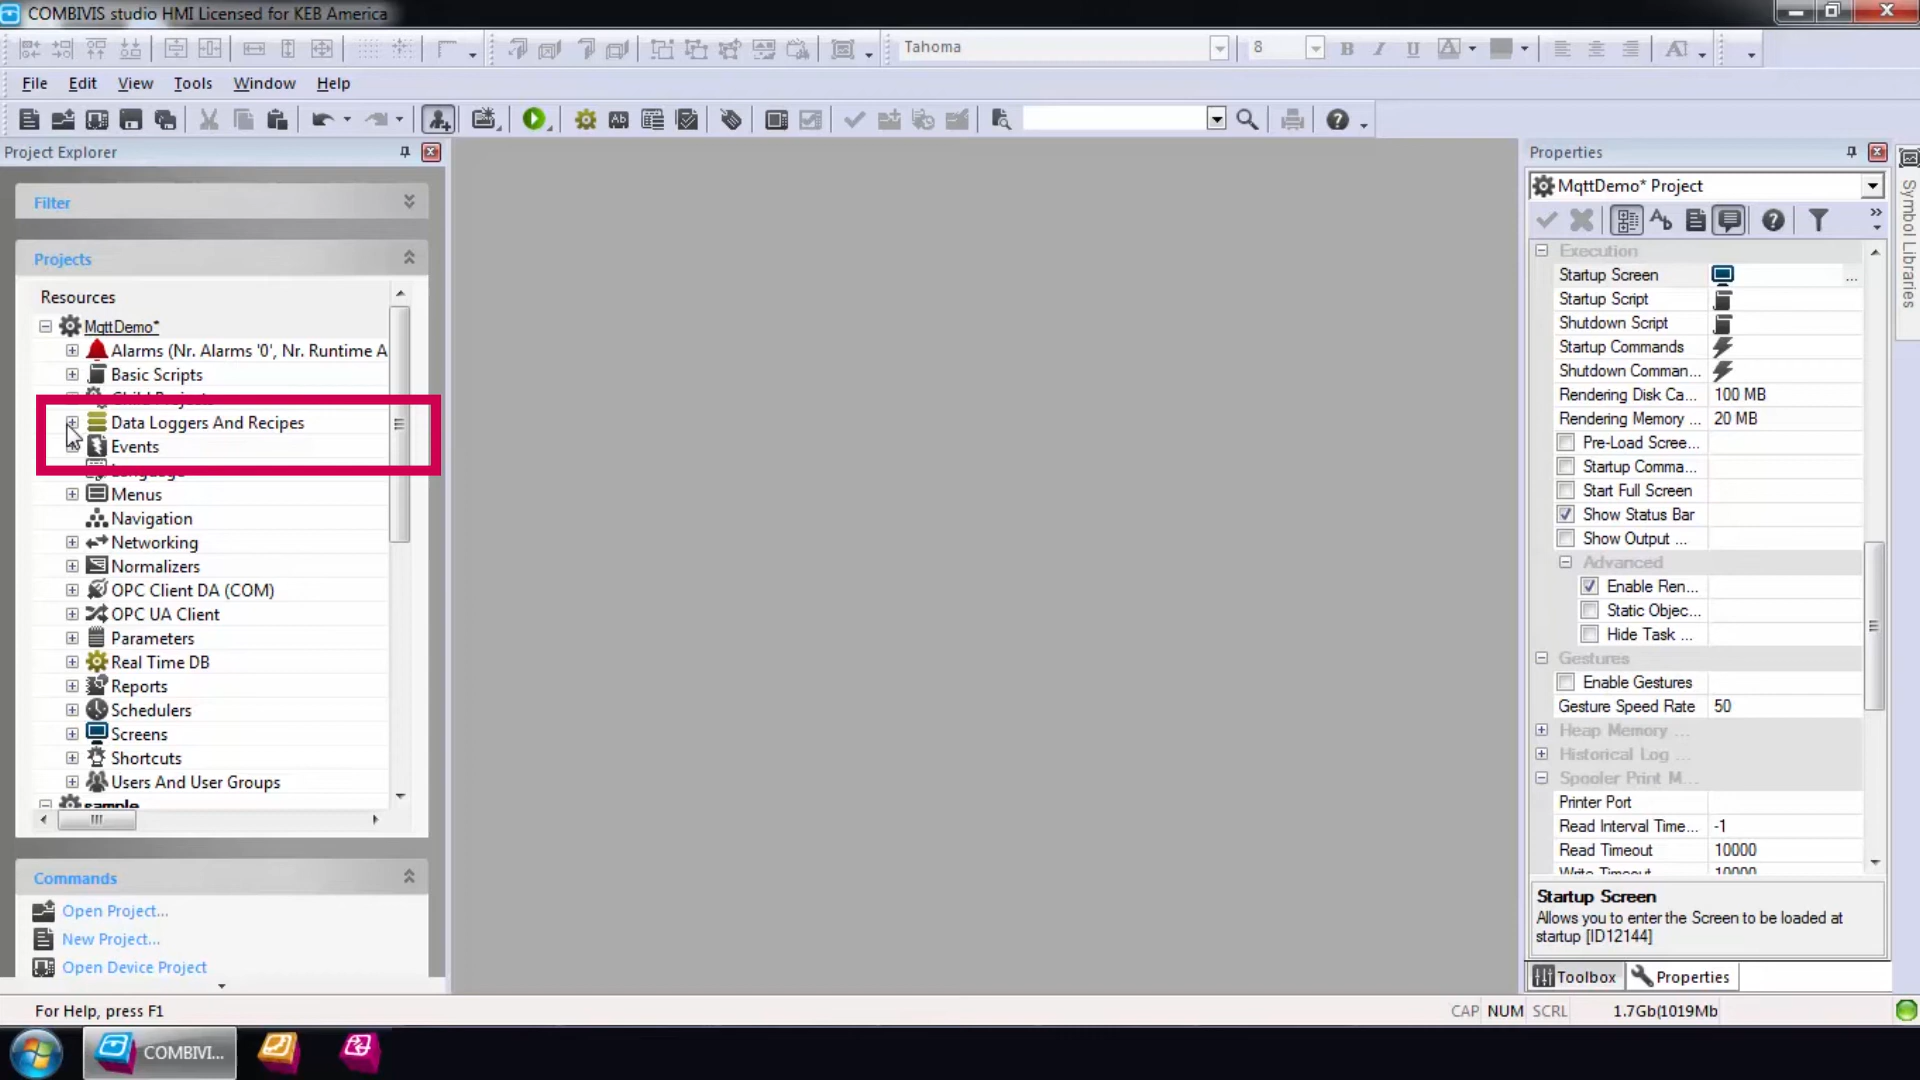 COMBIVIS studio HMI Licensed for KEB America
Tahoma
8
File Edit View Tools Window Help
Project Explorer
Filter
Projects
Resources
MqttDemo*
Alarms (Nr. Alarms '0', Nr. Runtime A
Basic Scripts
Child Projects
Data Loggers And Recipes
Events
Language
Menus
Navigation
Networking
Normalizers
OPC Client DA (COM)
OPC UA Client
Parameters
Real Time DB
Reports
Schedulers
Screens
Shortcuts
Users And User Groups
sample
Commands
Open Project...
New Project...
Open Device Project
Properties
MqttDemo* Project
Execution
Startup Screen ...
Startup Script
Shutdown Script
Startup Commands
Shutdown Comman...
Rendering Disk Ca... 100 MB
Rendering Memory ... 20 MB
Pre-Load Scree...
Startup Comma...
Start Full Screen
Show Status Bar
Show Output ...
Advanced
Enable Ren...
Static Objec...
Hide Task ...
Gestures
Enable Gestures
Gesture Speed Rate 50
Heap Memory ...
Historical Log ...
Spooler Print M...
Printer Port
Read Interval Time... -1
Read Timeout 10000
Write Timeout 10000
Startup Screen
Allows you to enter the Screen to be loaded at
startup [ID12144]
Toolbox Properties
Symbol Libraries
For Help, press F1
CAP NUM SCRL 1.7Gb(1019Mb
COMBIVI...